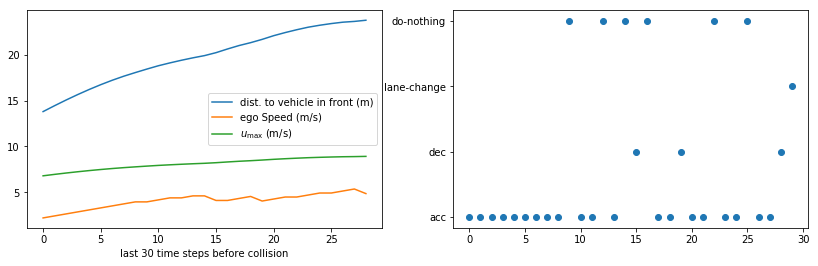 20
15
10
5
0
5
10
15
20
25
last 30 time steps before collision
dist. to vehicle in front (m)
ego Speed (m/s)
u_max (m/s)
do-nothing
lane-change
dec
acc
0
5
10
15
20
25
30